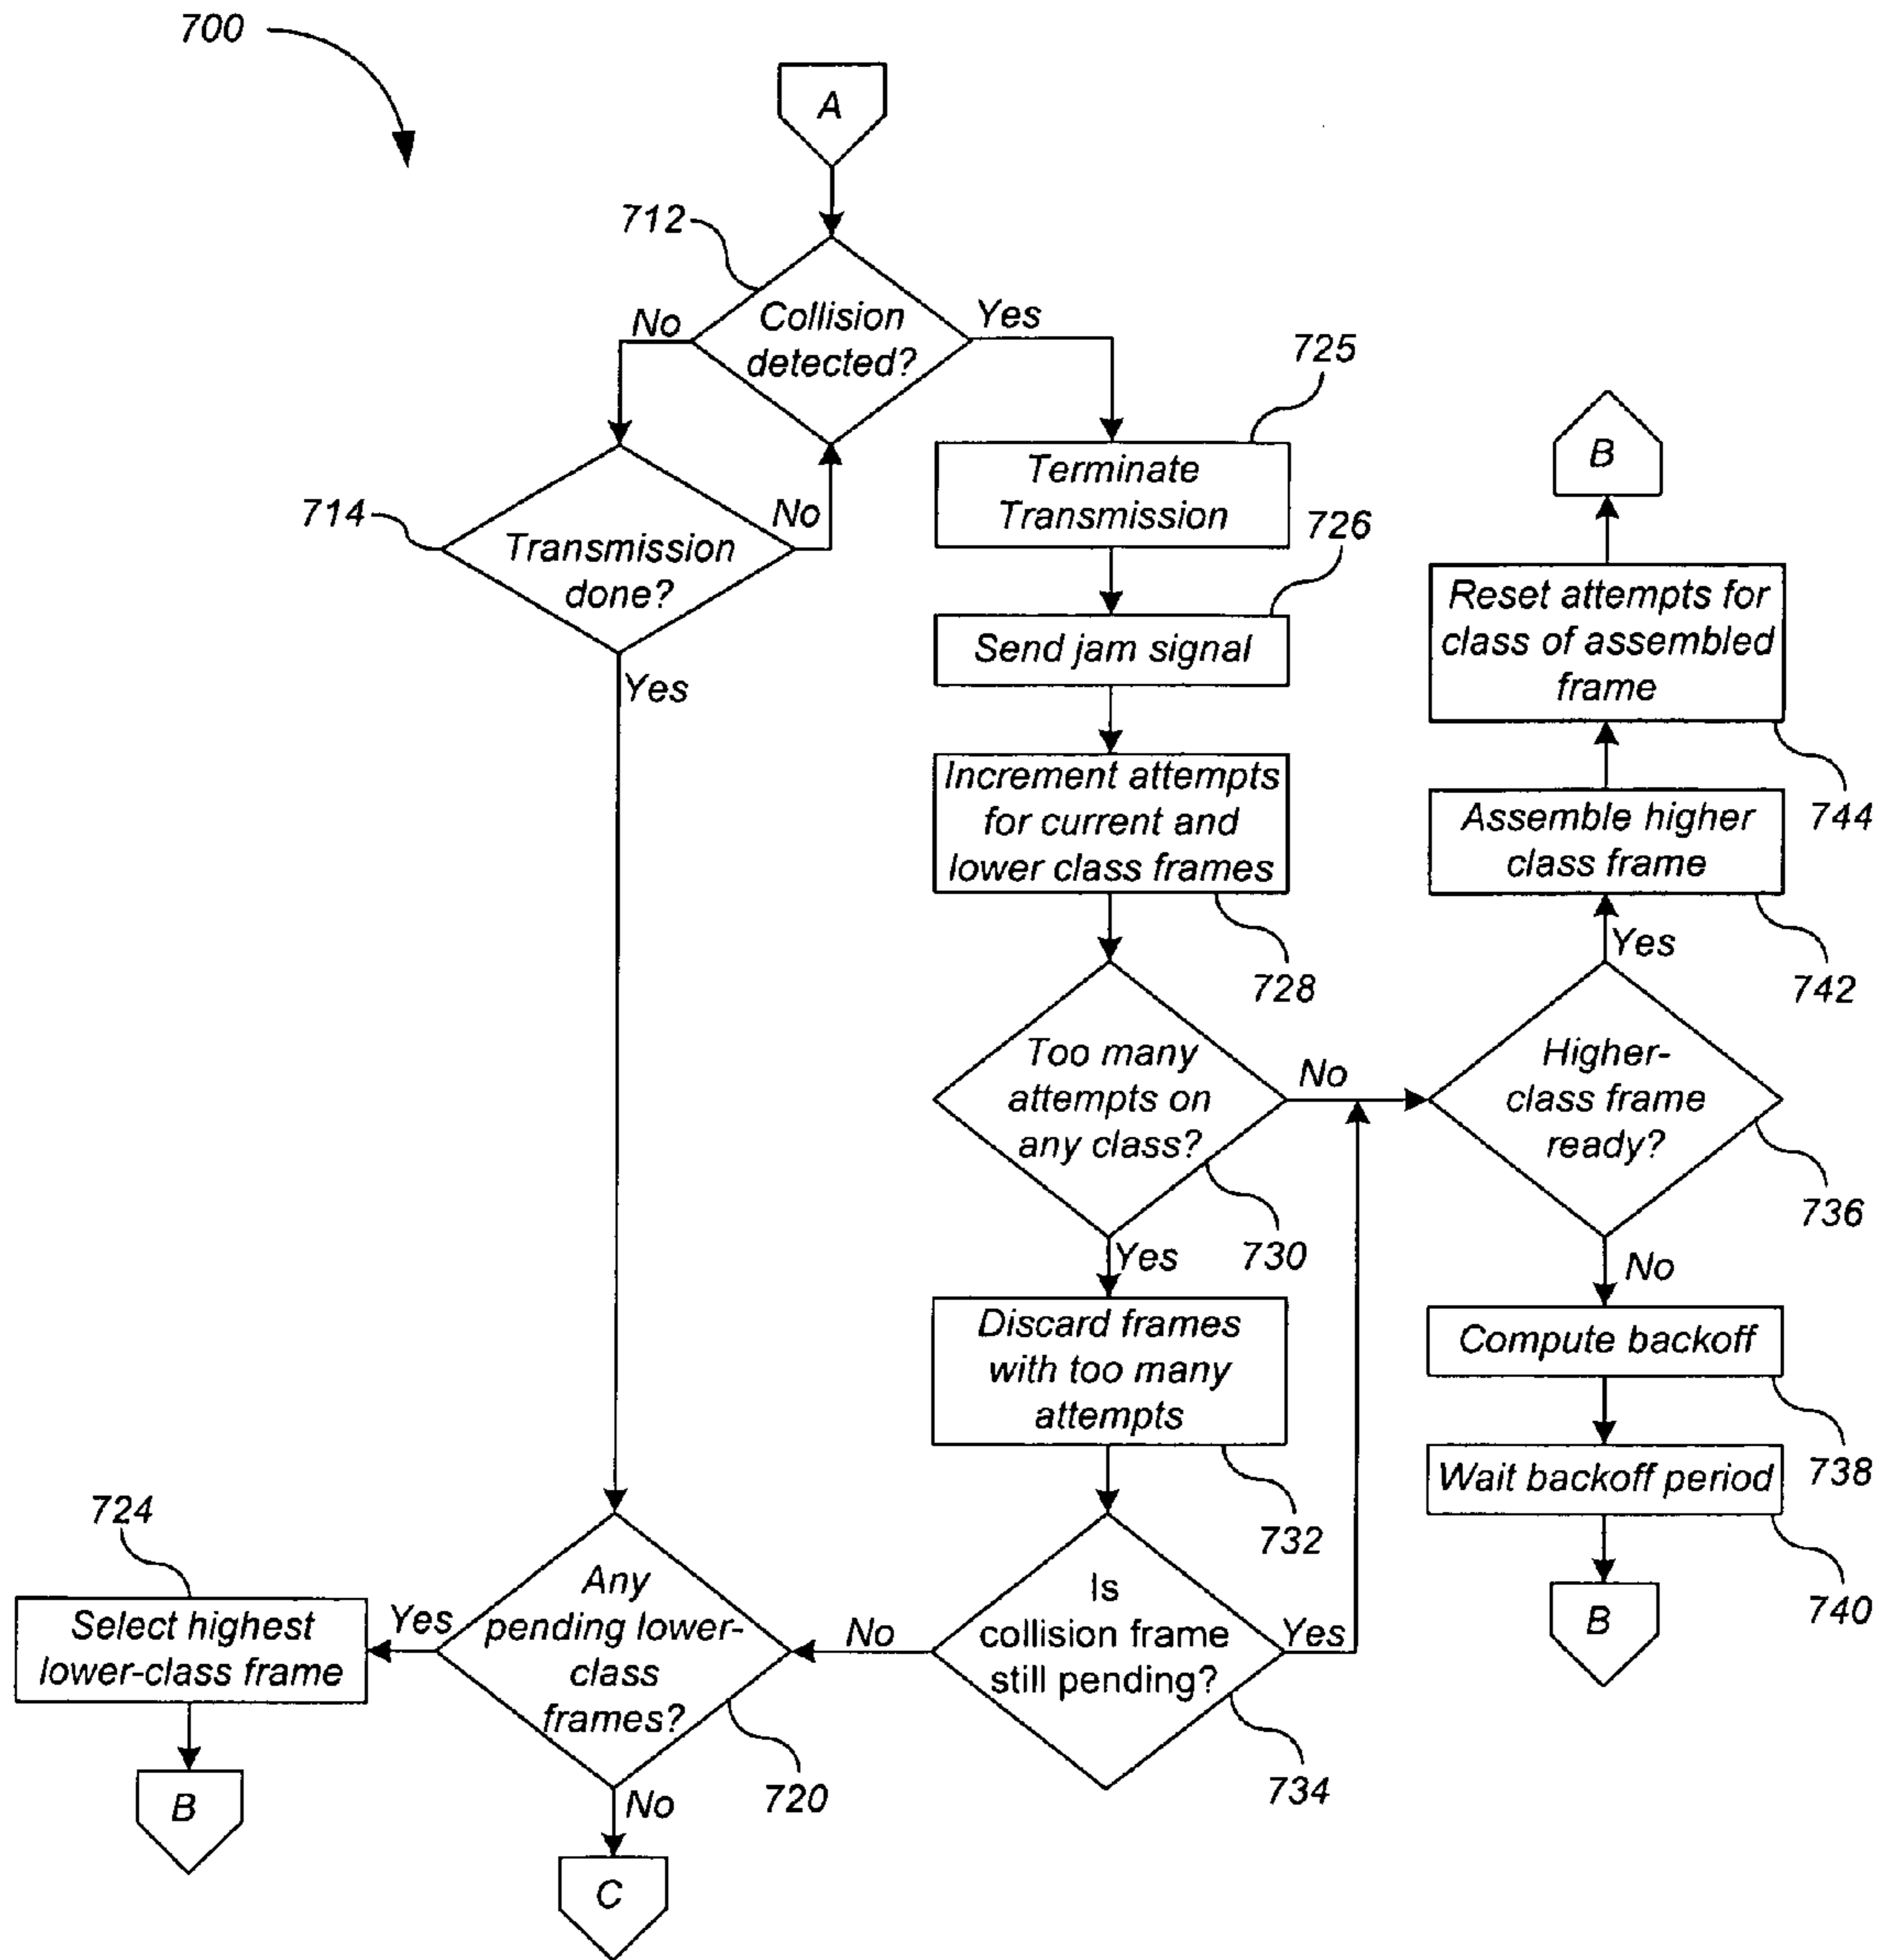 700
A
712
Collision
detected?
No
Yes
725
Terminate
Transmission
714
Transmission
done?
No
Yes
726
Send jam signal
Increment attempts
for current and
lower class frames
728
Too many
attempts on
any class?
No
Yes
730
Discard frames
with too many
attempts
732
Is
collision frame
still pending?
No
Yes
734
Any
pending lower-
class
frames?
Yes
No
720
724
Select highest
lower-class frame
B
C
B
Reset attempts for
class of assembled
frame
744
Assemble higher
class frame
742
Yes
Higher-
class frame
ready?
736
No
Compute backoff
738
Wait backoff period
740
B